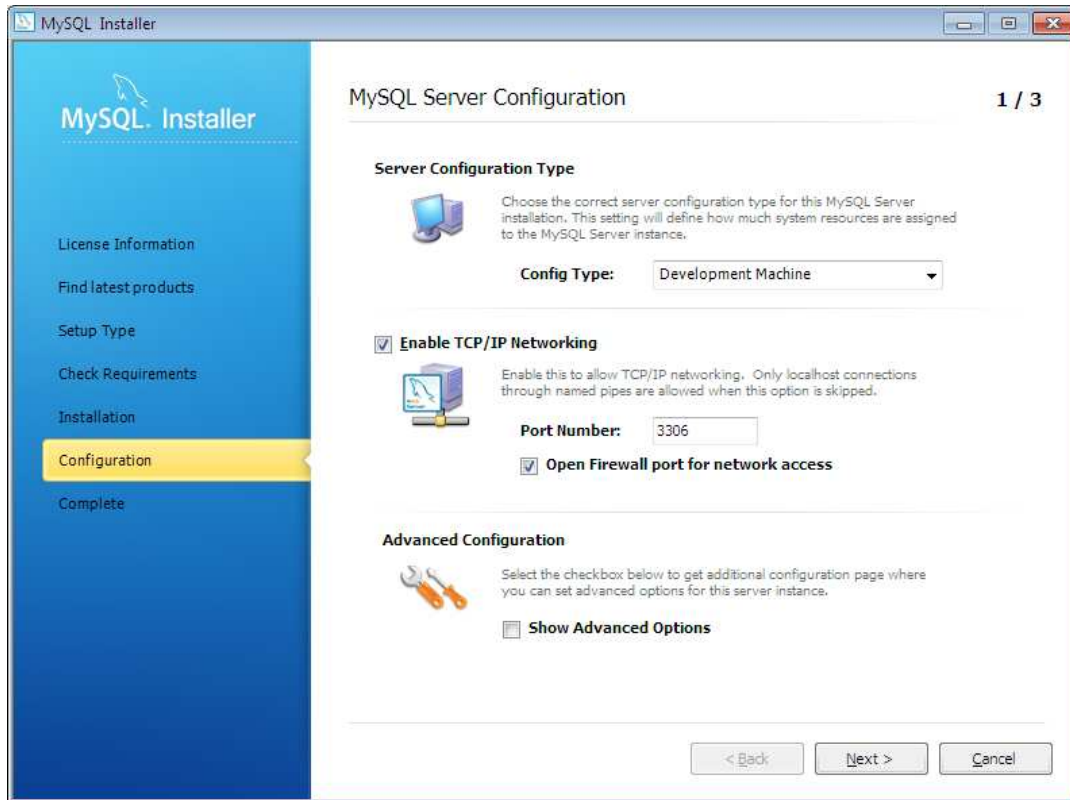 MySQL Installer
MySQL. Installer
License Information
Find latest products
Setup Type
Check Requirements
Installation
Configuration
Complete
MySQL Server Configuration
1 / 3
Server Configuration Type
Choose the correct server configuration type for this MySQL Server
installation. This setting will define how much system resources are assigned
to the MySQL Server instance.
Config Type:
Development Machine
Enable TCP/IP Networking
Enable this to allow TCP/IP networking. Only localhost connections
through named pipes are allowed when this option is skipped.
Port Number:
3306
Open Firewall port for network access
Advanced Configuration
Select the checkbox below to get additional configuration page where
you can set advanced options for this server instance.
Show Advanced Options
< Back
Next >
Cancel